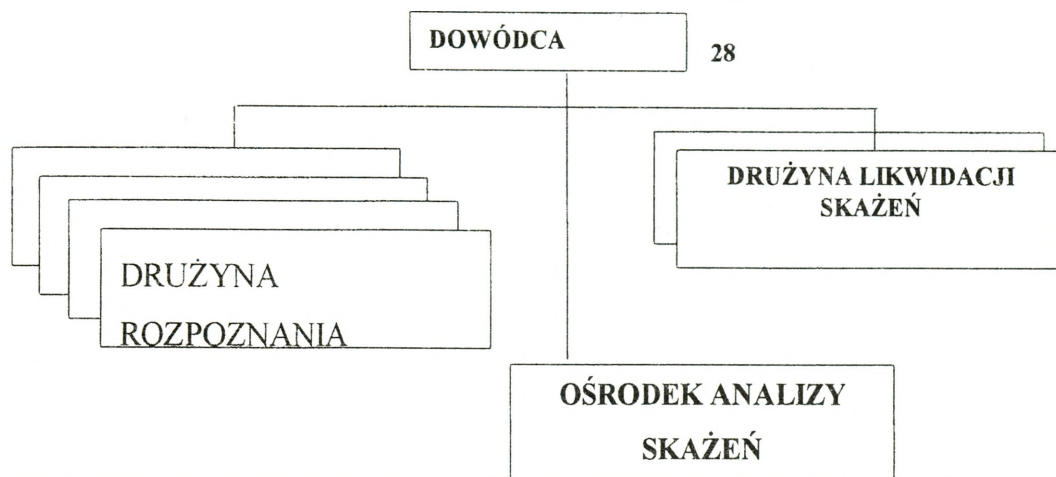 DOWÓDCA
28
DRUŻYNA LIKWIDACJI
SKAŻEŃ
DRUŻYNA
ROZPOZNANIA
OŚRODEK ANALIZY
SKAŻEŃ